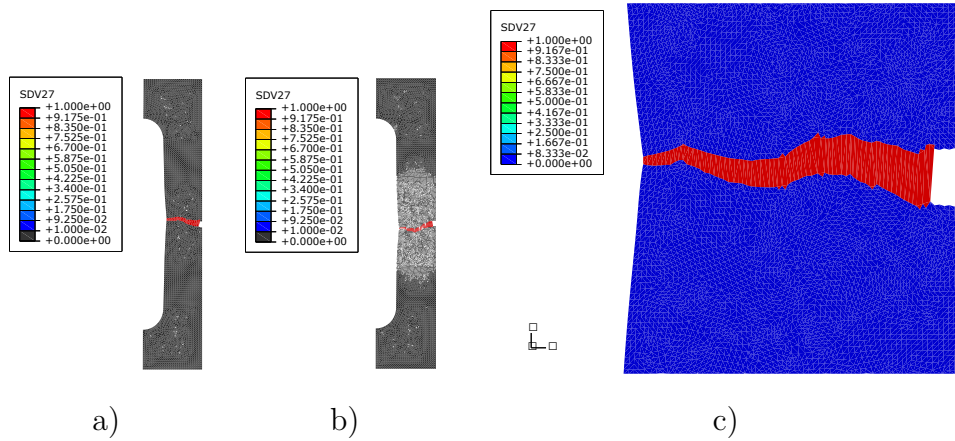 SDV27
+1.000e+00
+9.175e-01
+8.350e-01
+7.525e-01
+6.700e-01
+5.875e-01
+5.050e-01
+4.225e-01
+3.400e-01
+2.575e-01
+1.750e-01
+9.250e-02
+1.000e-02
+0.000e+00
SDV27
+1.000e+00
+9.175e-01
+8.350e-01
+7.525e-01
+6.700e-01
+5.875e-01
+5.050e-01
+4.225e-01
+3.400e-01
+2.575e-01
+1.750e-01
+9.250e-02
+1.000e-02
+0.000e+00
SDV27
+1.000e+00
+9.167e-01
+8.333e-01
+7.500e-01
+6.667e-01
+5.833e-01
+5.000e-01
+4.167e-01
+3.333e-01
+2.500e-01
+1.667e-01
+8.333e-02
+0.000e+00
a)
b)
c)